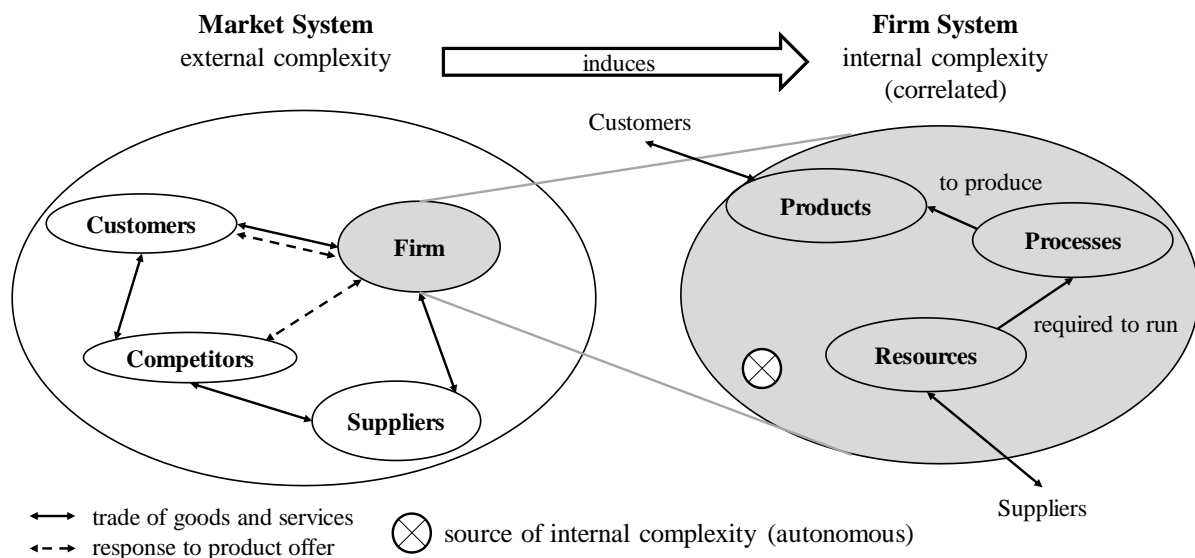 Market System
external complexity
induces
Firm System
internal complexity
(correlated)
Customers
Firm
Competitors
Suppliers
Customers
Products
to produce
Processes
required to run
Resources
Suppliers
trade of goods and services
response to product offer
source of internal complexity (autonomous)